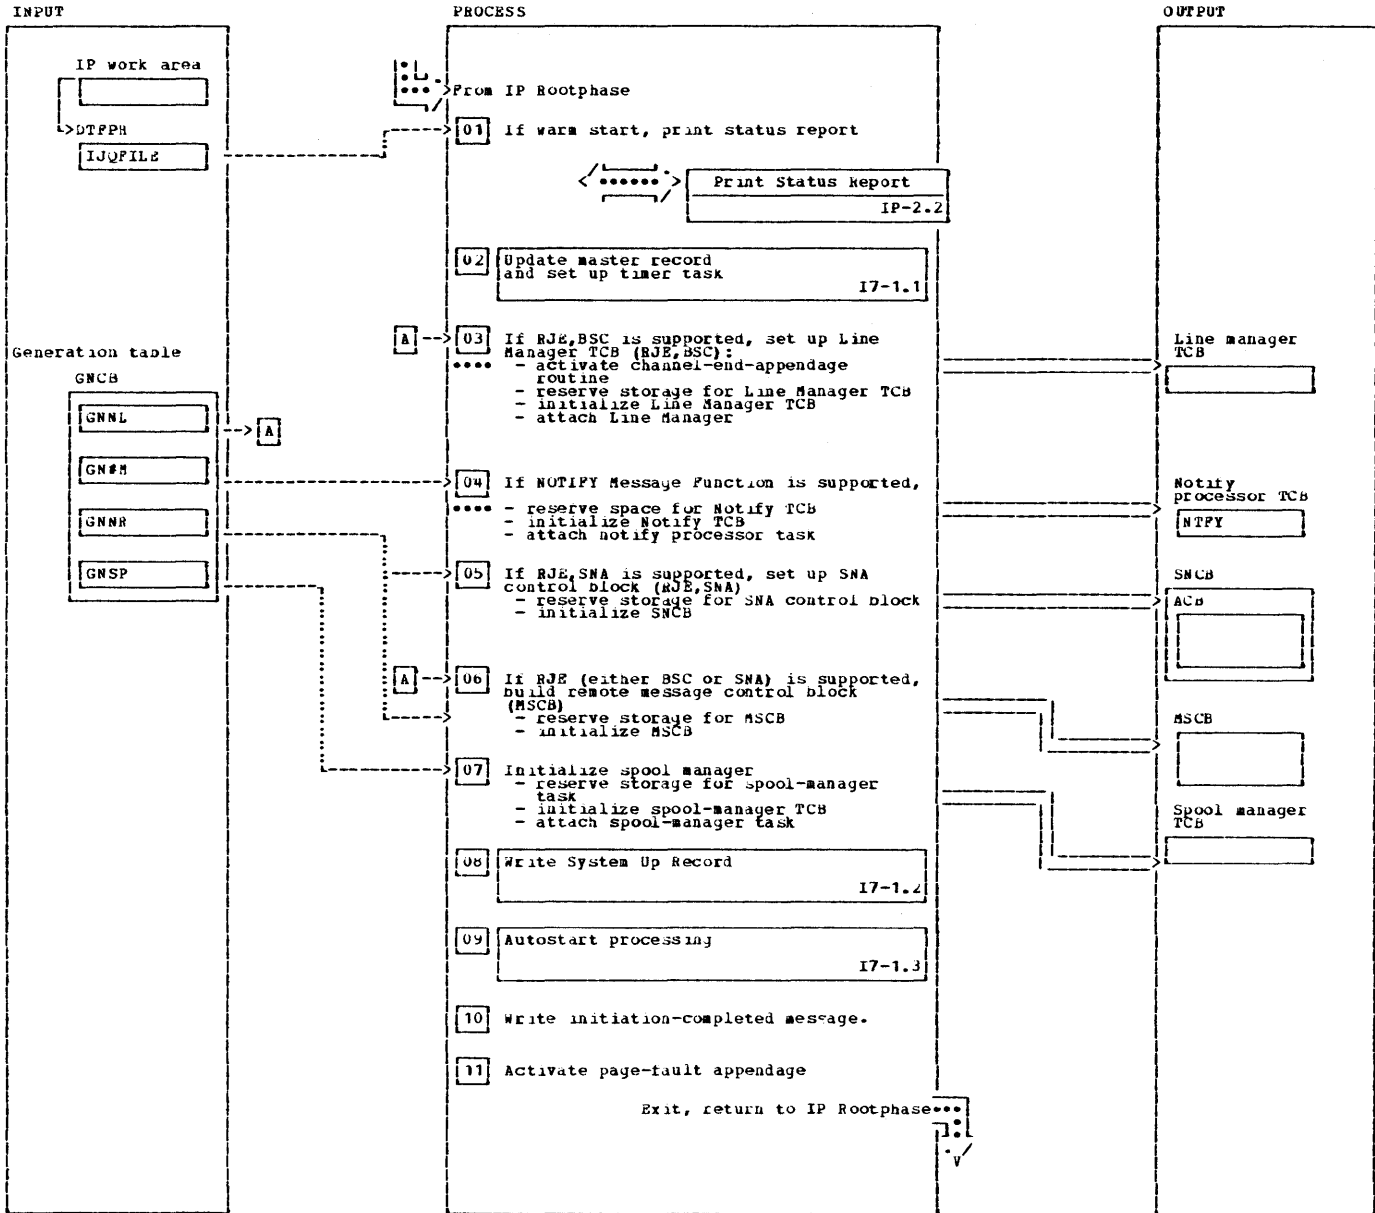 INPUT
PROCESS
OUTPUT
IP work area
From IP Rootphase
DTFPH
01 If warm start, print status report
IJQFILE
Print Status Report
IP-2.2
02 Update master record
and set up timer task
I7-1.1
A
03 If RJE,BSC is supported, set up Line
Manager TCB (RJE,BSC):
- activate channel-end-appendage
routine
- reserve storage for Line Manager TCB
- initialize Line Manager TCB
- attach Line Manager
Line manager
TCB
Generation table
GNCB
GNNL
A
GN#M
04 If NOTIFY Message Function is supported,
- reserve space for Notify TCB
- initialize Notify TCB
- attach notify processor task
Notify
processor TCB
NTFY
GNNR
GNSP
05 If RJE,SNA is supported, set up SNA
control block (RJE,SNA)
- reserve storage for SNA control block
- initialize SNCB
SNCB
ACB
A
06 If RJE (either BSC or SNA) is supported,
build remote message control block
(MSCB)
- reserve storage for MSCB
- initialize MSCB
MSCB
07 Initialize spool manager
- reserve storage for spool-manager
task
- initialize spool-manager TCB
- attach spool-manager task
Spool manager
TCB
08 Write System Up Record
I7-1.2
09 Autostart processing
I7-1.3
10 Write initiation-completed message.
11 Activate page-fault appendage
Exit, return to IP Rootphase